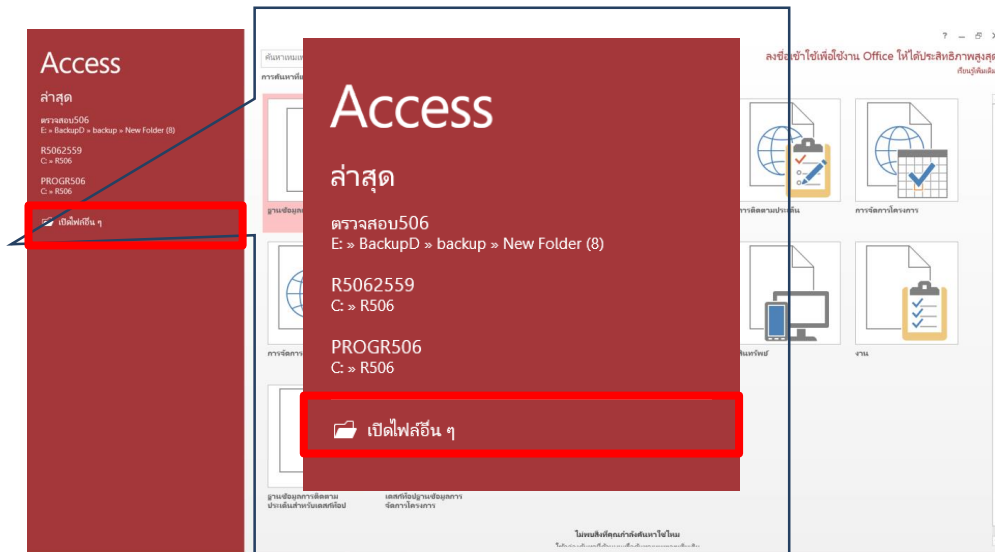 Access
ล่าสุด
ตรวจสอบ506
E: » BackupD » backup » New Folder (8)
R5062559
C: » R506
PROGR506
C: » R506
เปิดไฟล์อื่น ๆ
? – X
ลงชื่อเข้าใช้เพื่อใช้งาน Office ให้ได้ประสิทธิภาพสูงสุด
เรียนรู้เพิ่มเติม
Access
ล่าสุด
ตรวจสอบ506
E: » BackupD » backup » New Folder (8)
R5062559
C: » R506
PROGR506
C: » R506
เปิดไฟล์อื่น ๆ
การจัดการโครงการ
งาน
ฐานข้อมูลการติดตาม
ประเด็นสำหรับเดสก์ท็อป
เดสก์ท็อปฐานข้อมูลการ
จัดการโครงการ
ไม่พบสิ่งที่คุณกำลังค้นหาใช่ไหม